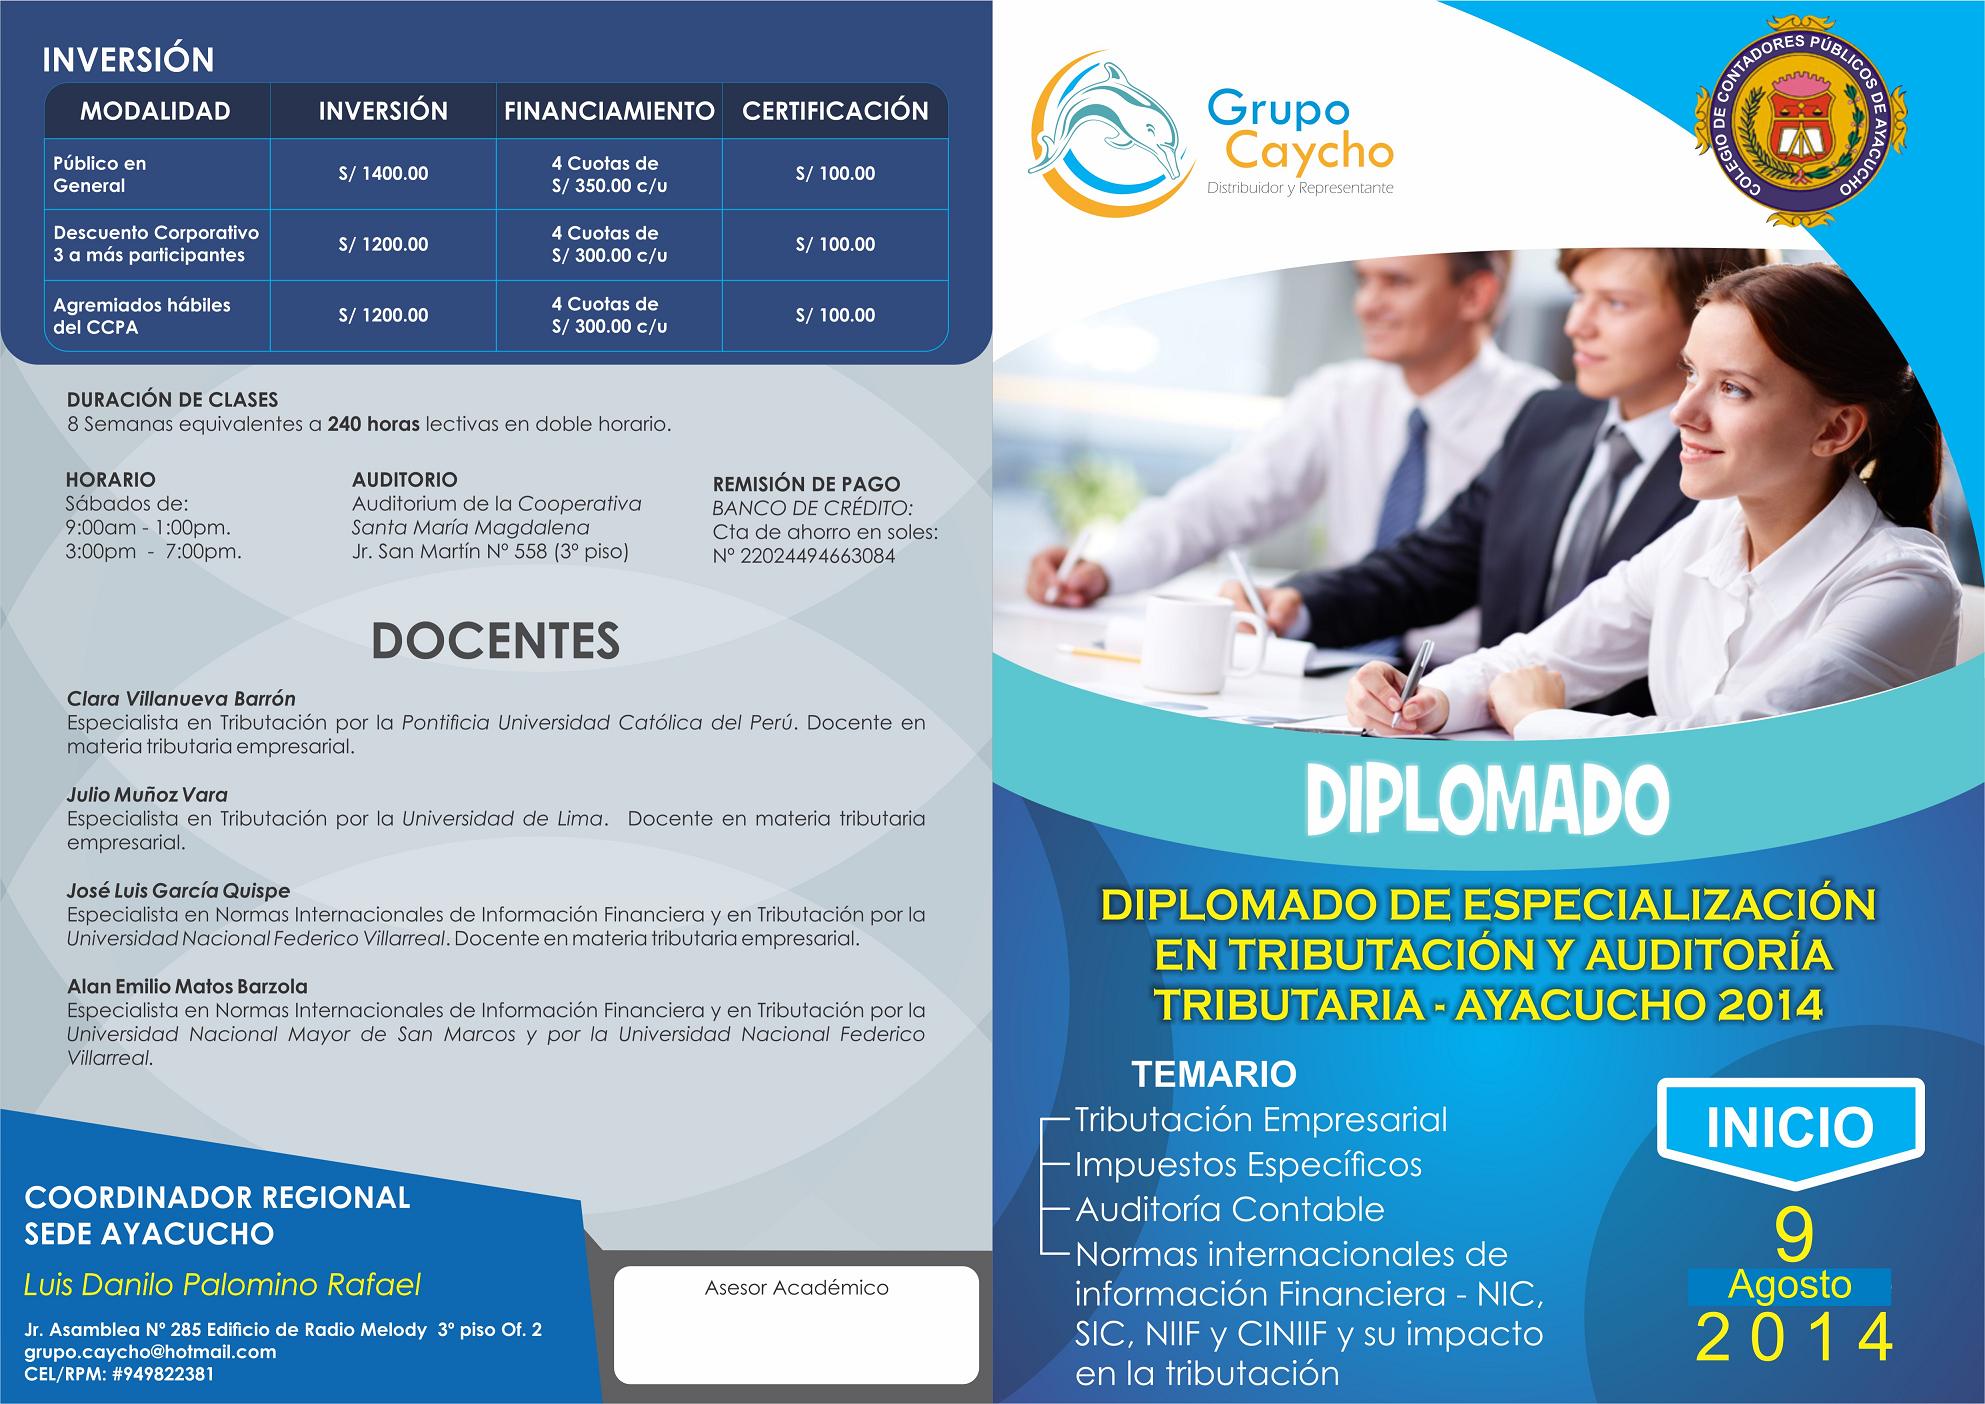 INVERSIÓN
MODALIDAD INVERSIÓN FINANCIAMIENTO CERTIFICACIÓN
Público en
General
S/ 1400.00
4 Cuotas de
S/ 350.00 c/u
S/ 100.00
Descuento Corporativo
3 a más participantes
S/ 1200.00
4 Cuotas de
S/ 300.00 c/u
S/ 100.00
Agremiados hábiles
del CCPA
S/ 1200.00
4 Cuotas de
S/ 300.00 c/u
S/ 100.00
DURACIÓN DE CLASES
8 Semanas equivalentes a 240 horas lectivas en doble horario.
HORARIO
Sábados de:
9:00am - 1:00pm.
3:00pm - 7:00pm.
AUDITORIO
Auditorium de la Cooperativa
Santa María Magdalena
Jr. San Martín Nº 558 (3º piso)
REMISIÓN DE PAGO
BANCO DE CRÉDITO:
Cta de ahorro en soles:
Nº 22024494663084
DOCENTES
Clara Villanueva Barrón
Especialista en Tributación por la Pontificia Universidad Católica del Perú. Docente en
materia tributaria empresarial.
Julio Muñoz Vara
Especialista en Tributación por la Universidad de Lima. Docente en materia tributaria
empresarial.
José Luis García Quispe
Especialista en Normas Internacionales de Información Financiera y en Tributación por la
Universidad Nacional Federico Villarreal. Docente en materia tributaria empresarial.
Alan Emilio Matos Barzola
Especialista en Normas Internacionales de Información Financiera y en Tributación por la
Universidad Nacional Mayor de San Marcos y por la Universidad Nacional Federico
Villarreal.
COORDINADOR REGIONAL
SEDE AYACUCHO
Luis Danilo Palomino Rafael
Jr. Asamblea Nº 285 Edificio de Radio Melody 3º piso Of. 2
grupo.caycho@hotmail.com
CEL/RPM: #949822381
Asesor Académico
Grupo
Caycho
Distribuidor y Representante
COLEGIO DE CONTADORES PÚBLICOS DE AYACUCHO
DIPLOMADO
DIPLOMADO DE ESPECIALIZACIÓN
EN TRIBUTACIÓN Y AUDITORÍA
TRIBUTARIA - AYACUCHO 2014
TEMARIO
Tributación Empresarial
Impuestos Específicos
Auditoría Contable
Normas internacionales de
información Financiera - NIC,
SIC, NIIF y CINIIF y su impacto
en la tributación
INICIO
9
Agosto
2014